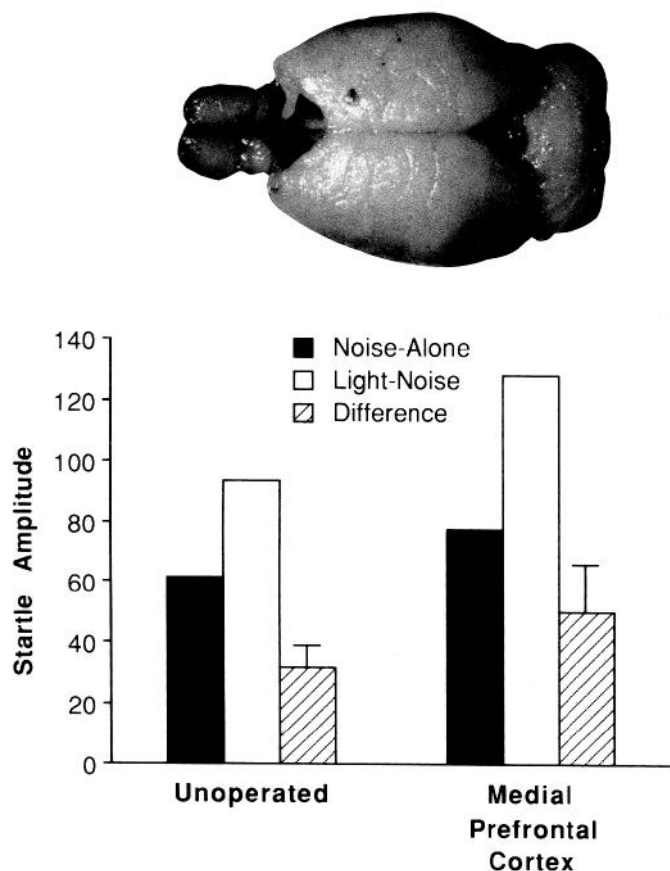 140
120
100
80
60
40
20
0
Startle Amplitude
Noise-Alone
Light-Noise
Difference
Unoperated
Medial
Prefrontal
Cortex